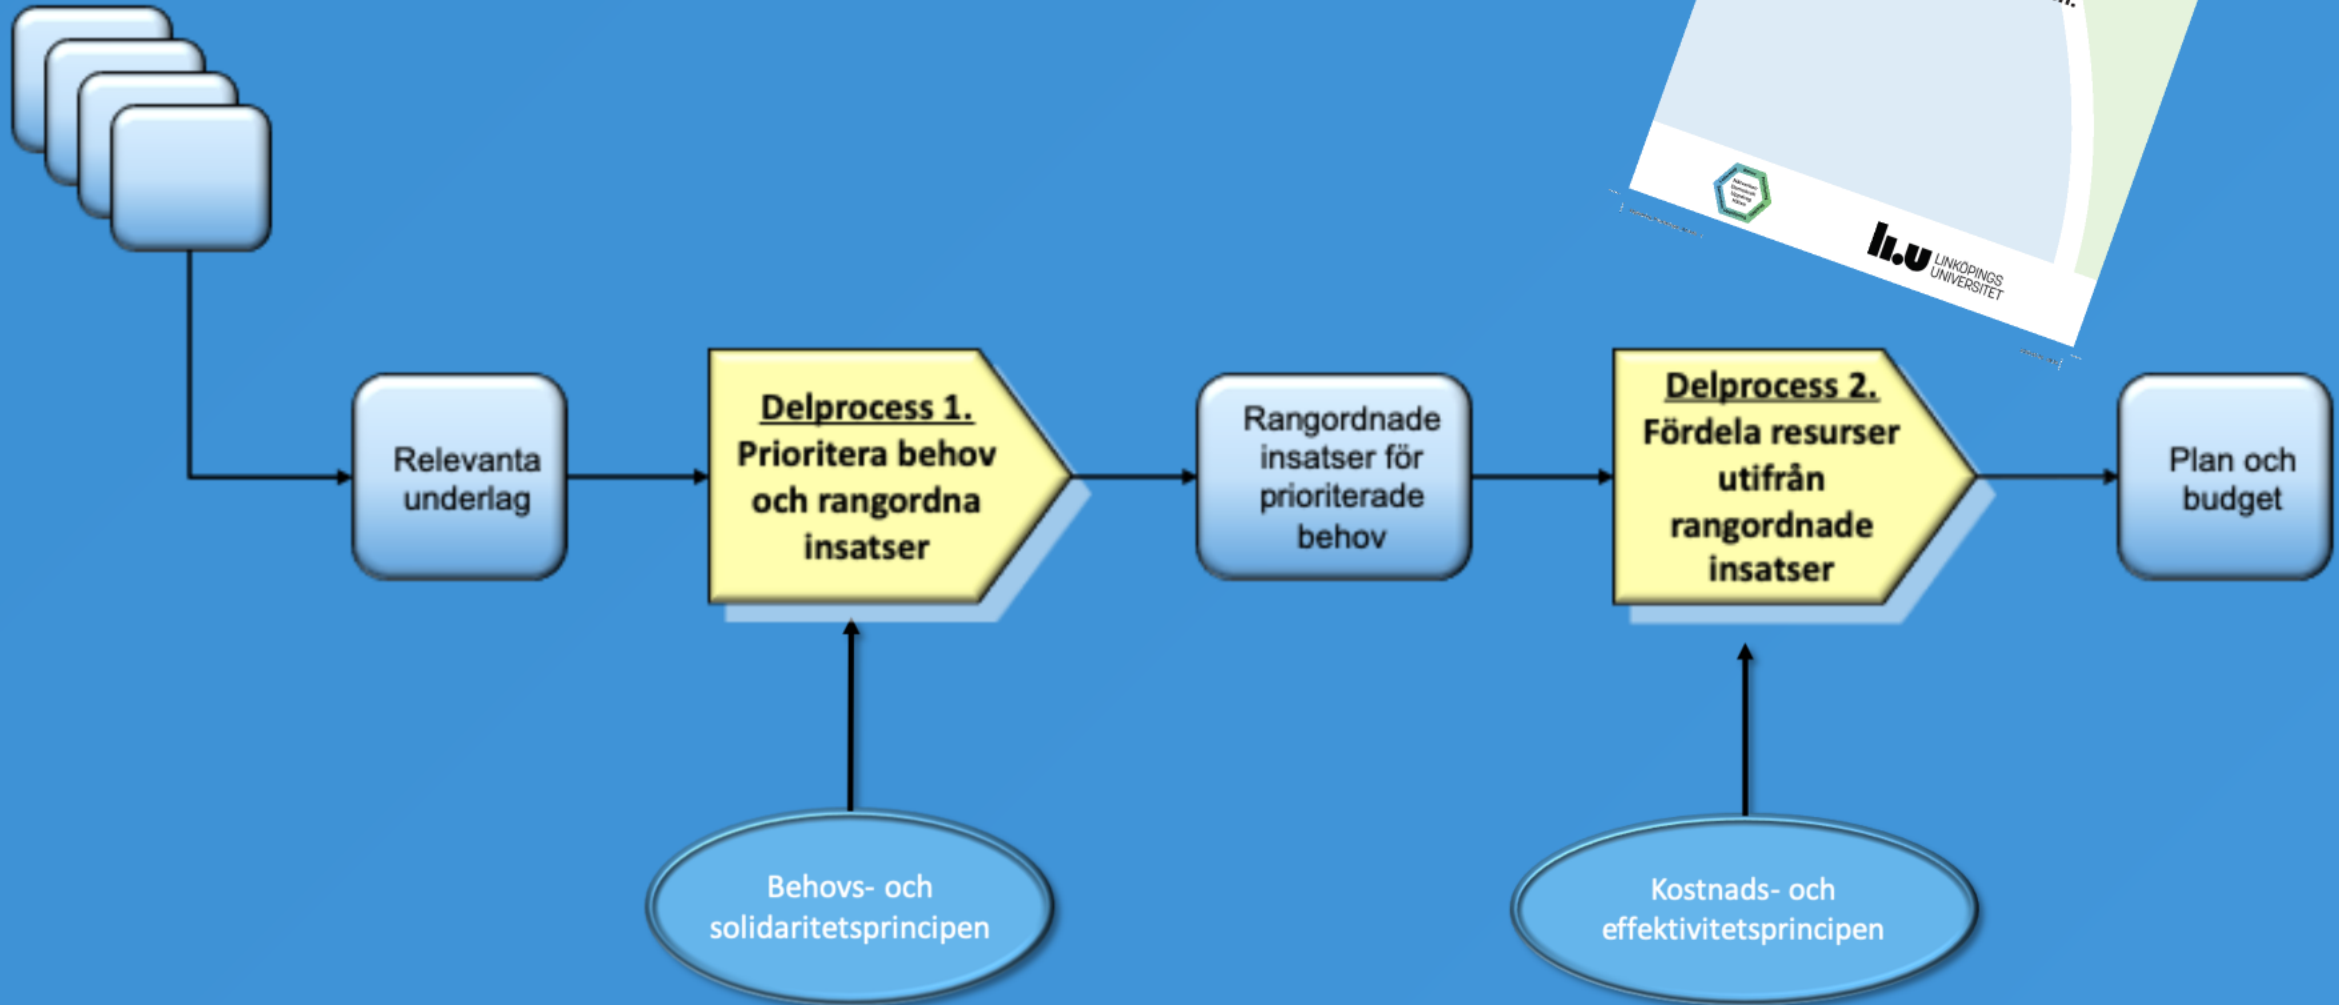 LINKÖPINGS
UNIVERSITET
Relevanta
underlag
Delprocess 1.
Prioritera behov
och rangordna
insatser
Rangordnade
insatser för
prioriterade
behov
Delprocess 2.
Fördela resurser
utifrån
rangordnade
insatser
Plan och
budget
Behovs- och
solidaritetsprincipen
Kostnads- och
effektivitetsprincipen